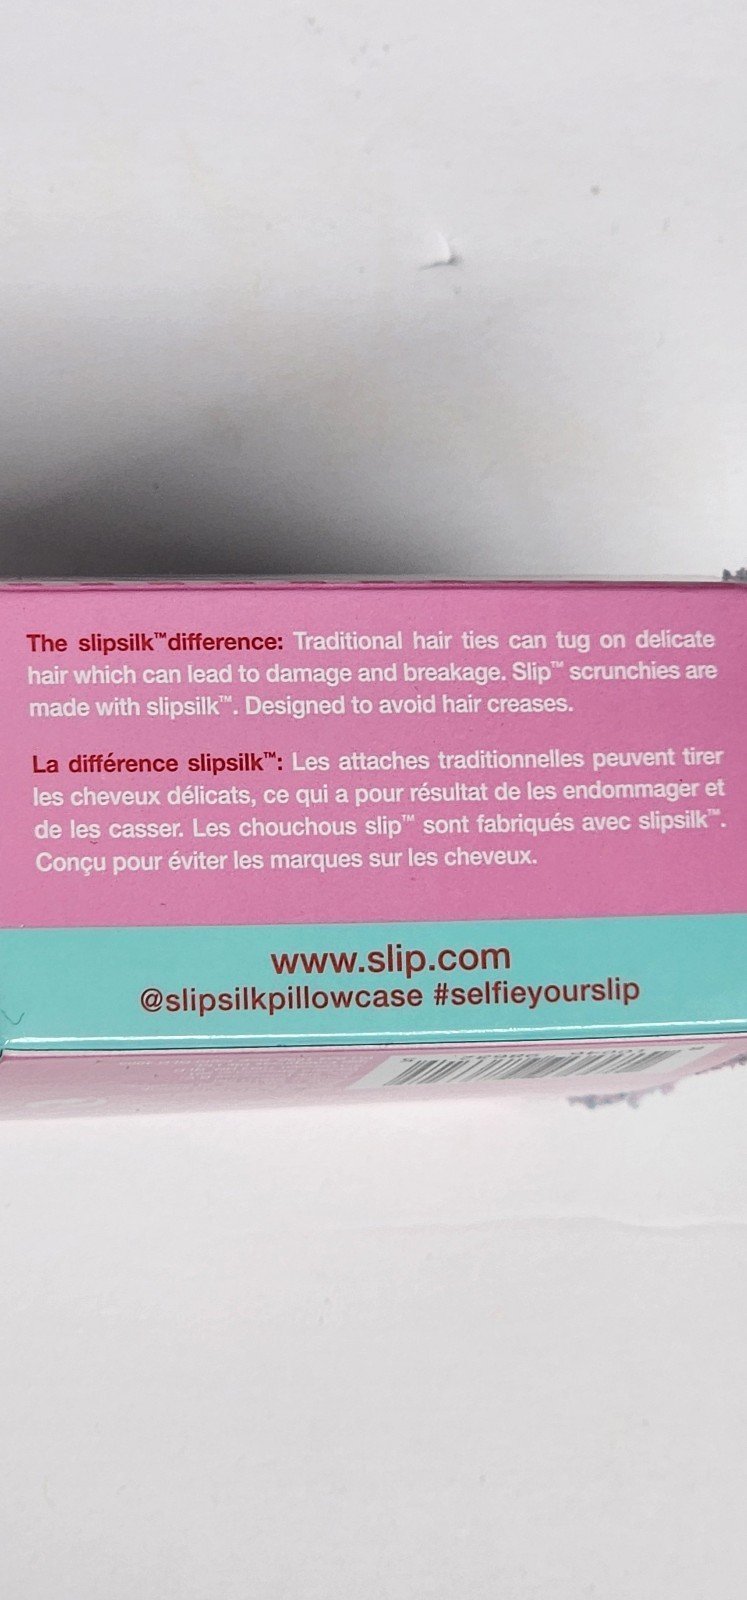 The slipsilk™difference: Traditional hair ties can tug on delicate
hair which can lead to damage and breakage. Slip™ scrunchies are
made with slipsilk™. Designed to avoid hair creases.
La différence slipsilk™: Les attaches traditionnelles peuvent tirer
les cheveux délicats, ce qui a pour résultat de les endommager et
de les casser. Les chouchous slip™ sont fabriqués avec slipsilk™.
Conçu pour éviter les marques sur les cheveux.
www.slip.com
@slipsilkpillowcase #selfieyourslip